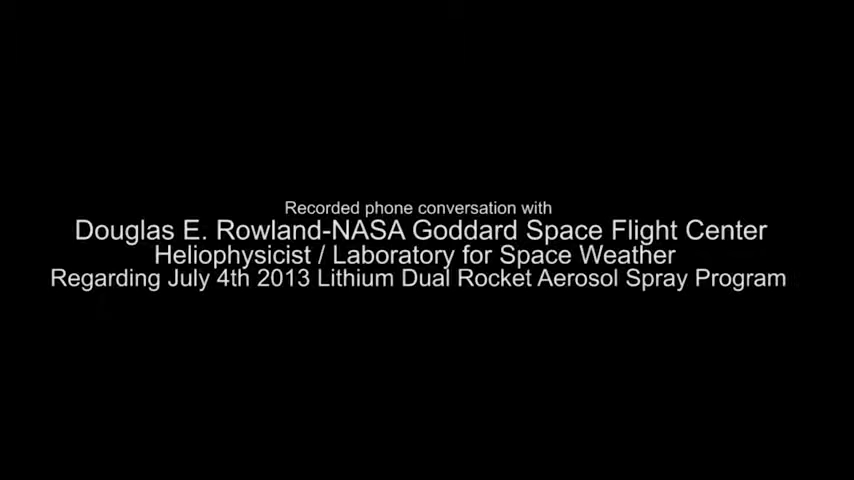 Recorded phone conversation with
Douglas E. Rowland-NASA Goddard Space Flight Center
Heliophysicist / Laboratory for Space Weather
Regarding July 4th 2013 Lithium Dual Rocket Aerosol Spray Program